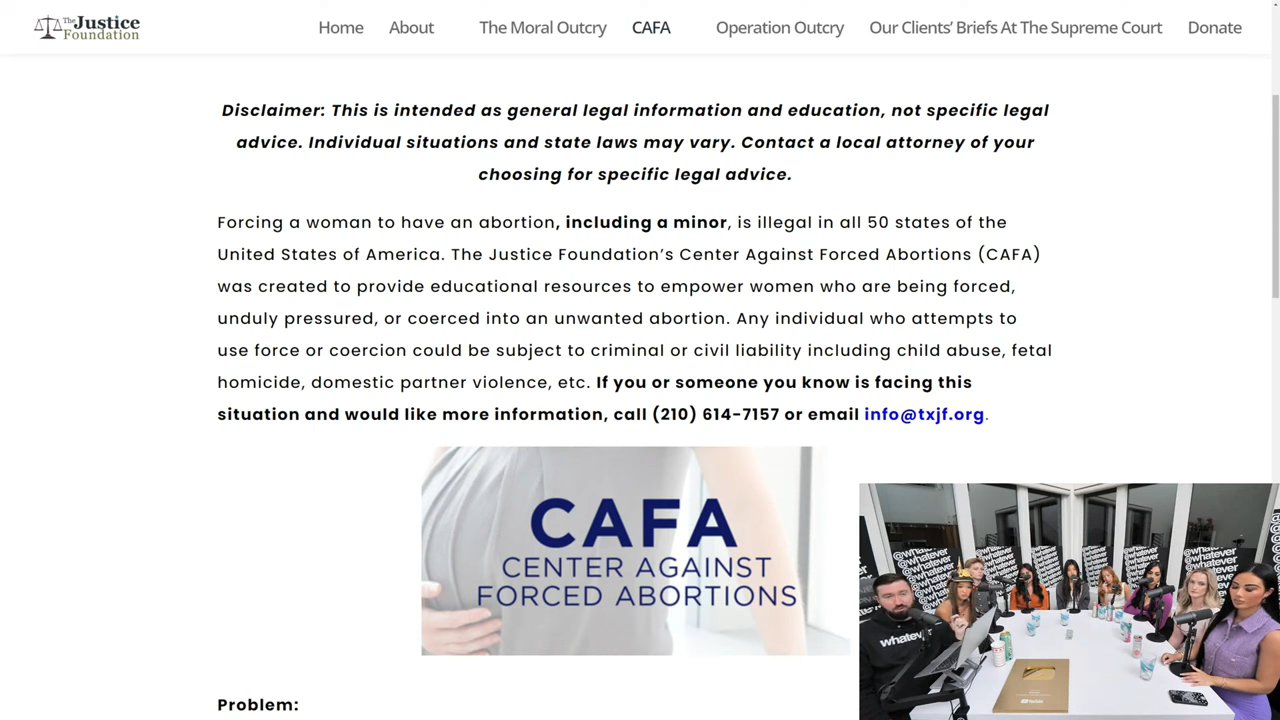 The Justice
Foundation
Home About The Moral Outcry CAFA Operation Outcry Our Clients' Briefs At The Supreme Court Donate
Disclaimer: This is intended as general legal information and education, not specific legal
advice. Individual situations and state laws may vary. Contact a local attorney of your
choosing for specific legal advice.
Forcing a woman to have an abortion, including a minor, is illegal in all 50 states of the
United States of America. The Justice Foundation's Center Against Forced Abortions (CAFA)
was created to provide educational resources to empower women who are being forced,
unduly pressured, or coerced into an unwanted abortion. Any individual who attempts to
use force or coercion could be subject to criminal or civil liability including child abuse, fetal
homicide, domestic partner violence, etc. If you or someone you know is facing this
situation and would like more information, call (210) 614-7157 or email info@txjf.org.
CAFA
CENTER AGAINST
FORCED ABORTIONS
@whatever
@whatever
@whatever
whatever
YouTube
Problem: